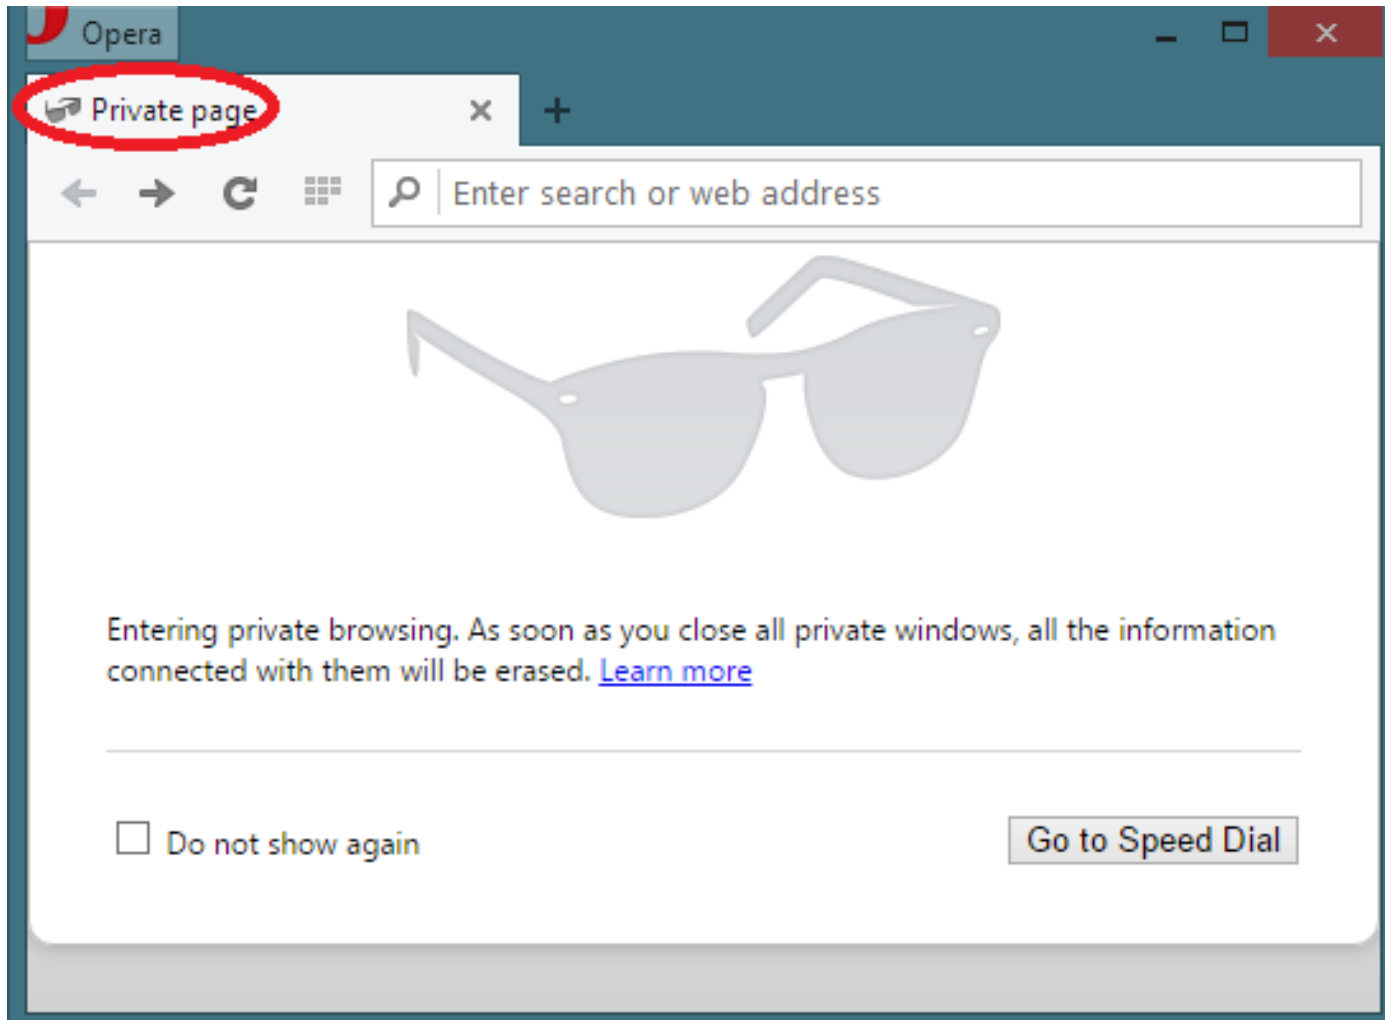 Opera
Private page
Enter search or web address
Entering private browsing. As soon as you close all private windows, all the information
connected with them will be erased. Learn more
Do not show again
Go to Speed Dial